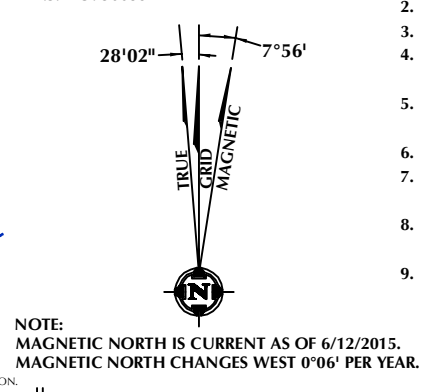 2.
3.
4.
28'02"
7°56'
5.
TRUE
GRID
MAGNETIC
6.
7.
8.
9.
N
NOTE:
MAGNETIC NORTH IS CURRENT AS OF 6/12/2015.
MAGNETIC NORTH CHANGES WEST 0°06' PER YEAR.
ON.